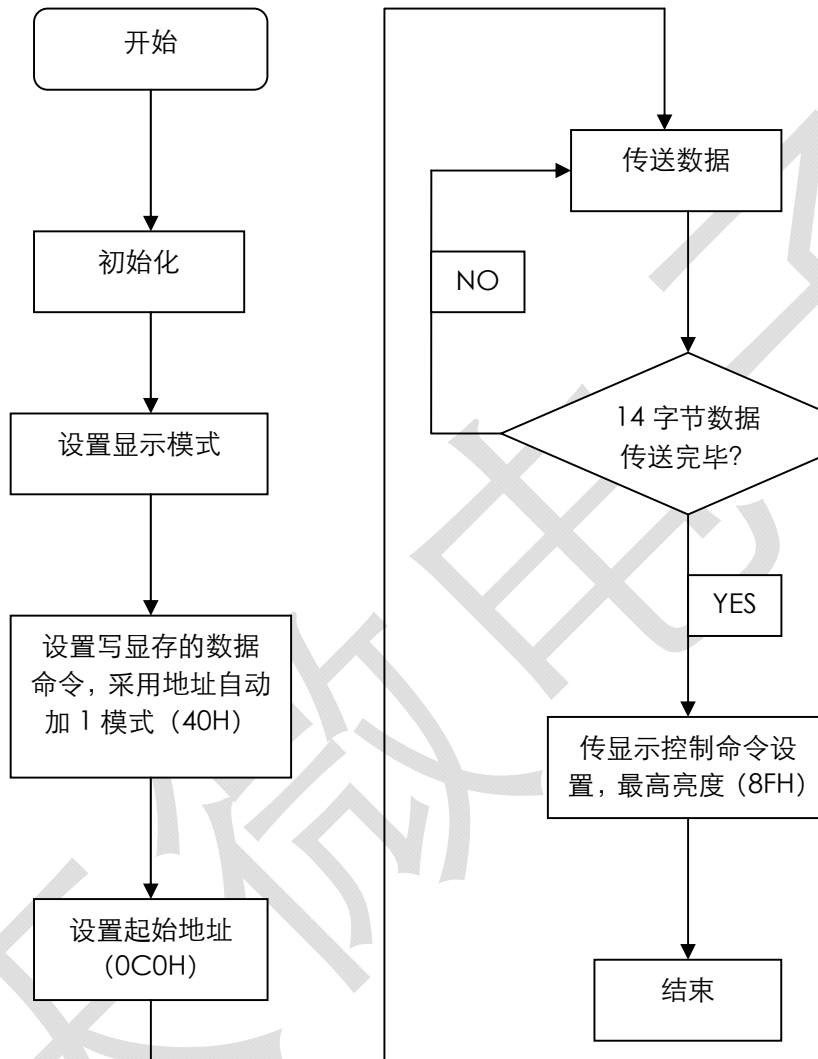 开始
初始化
设置显示模式
设置写显存的数据
命令，采用地址自动
加 1 模式（40H）
设置起始地址
（0C0H）
传送数据
NO
14 字节数据
传送完毕？
YES
传显示控制命令设
置，最高亮度（8FH）
结束
微电子